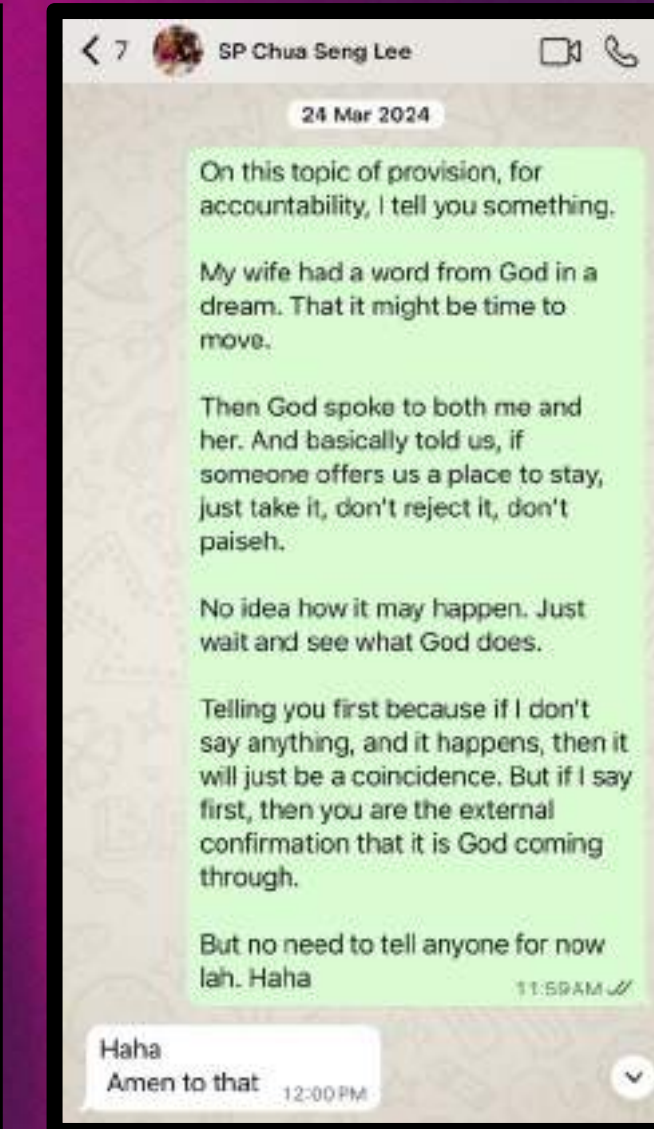 7 SP Chua Seng Lee
24 Mar 2024
On this topic of provision, for
accountability, I tell you something.
My wife had a word from God in a
dream. That it might be time to
move.
Then God spoke to both me and
her. And basically told us, if
someone offers us a place to stay,
just take it, don't reject it, don't
paiseh.
No idea how it may happen. Just
wait and see what God does.
Telling you first because if I don't
say anything, and it happens, then it
will just be a coincidence. But if I say
first, then you are the external
confirmation that it is God coming
through.
But no need to tell anyone for now
lah. Haha
11:59 AM
Haha
Amen to that
12:00 PM